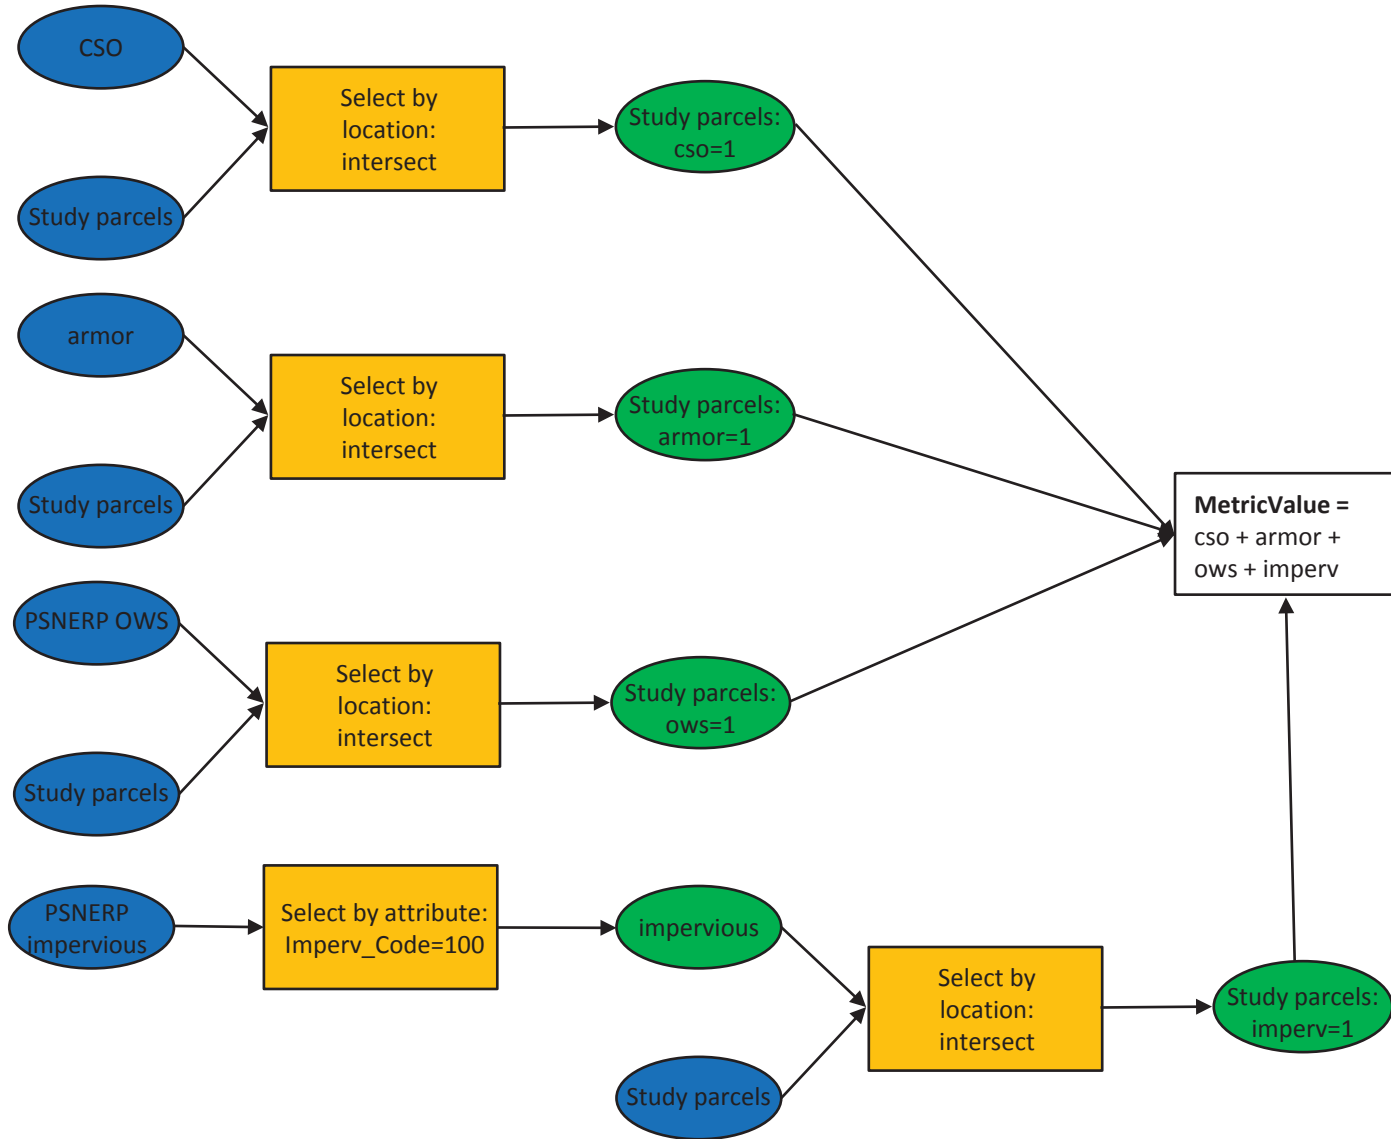 CSO
Select by
location:
intersect
Study parcels:
cso=1
Study parcels
armor
Select by
location:
intersect
Study parcels:
armor=1
Study parcels
MetricValue =
cso + armor +
ows + imperv
PSNERP OWS
Select by
location:
intersect
Study parcels:
ows=1
Study parcels
PSNERP
impervious
Select by attribute:
Imperv_Code=100
impervious
Select by
location:
intersect
Study parcels:
imperv=1
Study parcels